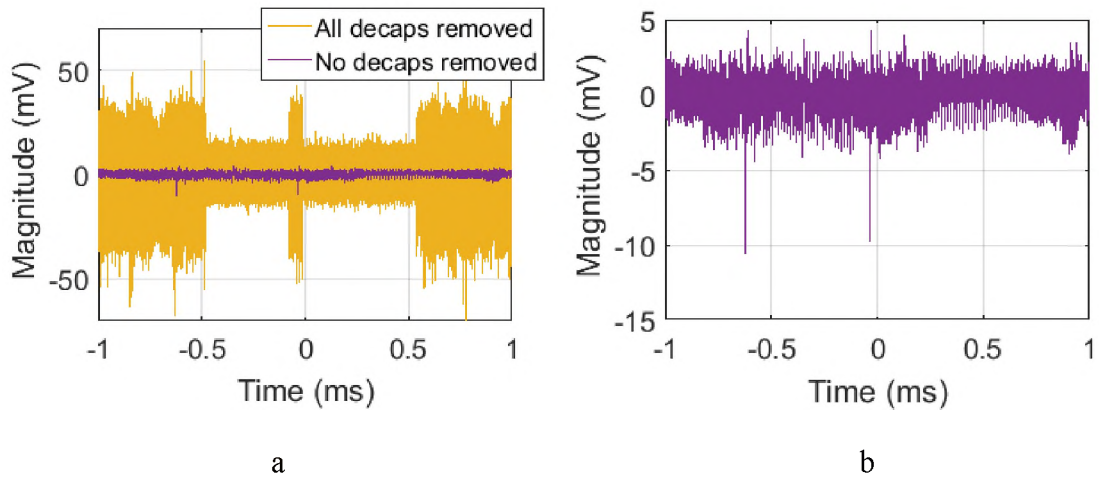 All decaps removed
No decaps removed
50
0
-50
Magnitude (mV)
-1 -0.5 0 0.5 1
Time (ms)
a
5
0
-5
-10
-15
Magnitude (mV)
-1 -0.5 0 0.5 1
Time (ms)
b